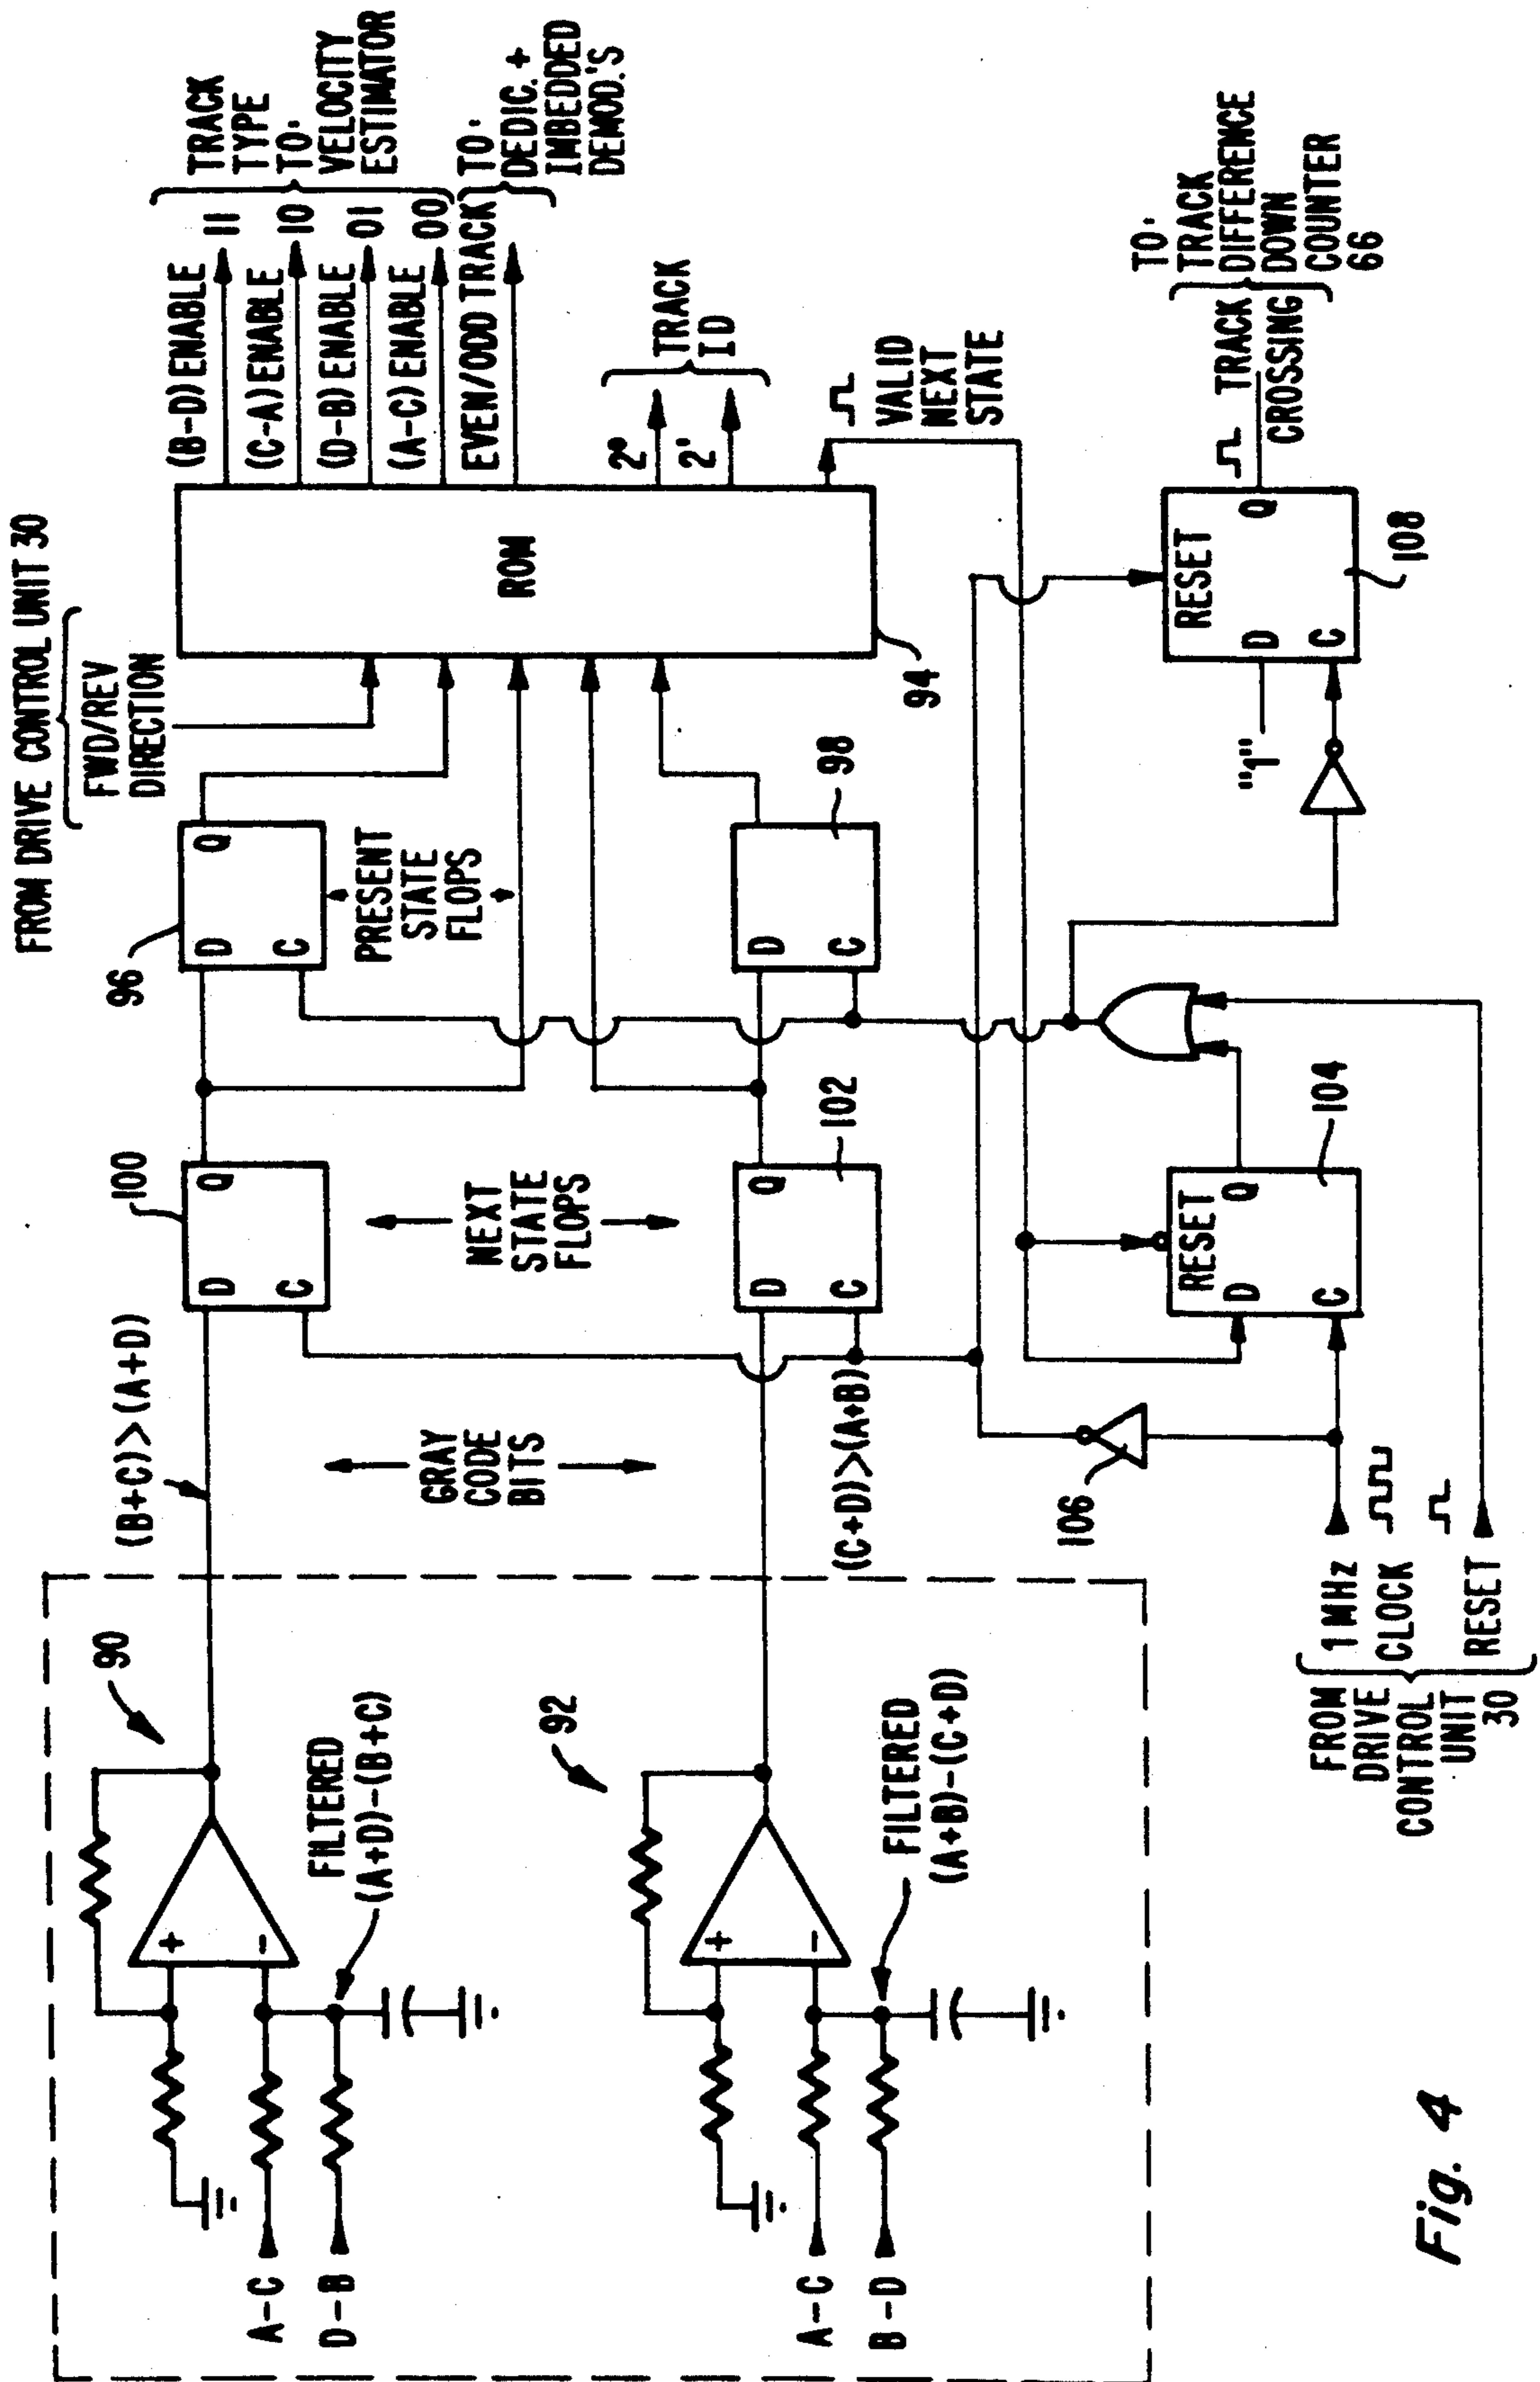 FROM DRIVE CONTROL UNIT 30
FWD/REV
DIRECTION
90
A-C
D-B
+
-
FILTERED
(A+D)-(B+C)
(B+C)>(A+D)
GRAY
CODE
BITS
92
A-C
B-D
+
-
FILTERED
(A+B)-(C+D)
(C+D)>(A+B)
100
D
Q
C
NEXT
STATE
FLOPS
102
D
Q
C
96
D
Q
C
PRESENT
STATE
FLOPS
98
D
C
ROM
94
(B-D) ENABLE 11
(C-A) ENABLE 10
(D-B) ENABLE 01
(A-C) ENABLE 00
TRACK
TYPE
TO:
VELOCITY
ESTIMATOR
EVEN/ODD TRACK
TO:
DEDIC. +
IMBEDDED
DEMOD.'S
2⁰
2¹
TRACK
ID
VALID
NEXT
STATE
106
RESET
D
Q
C
104
"1"
RESET
D
Q
C
108
TRACK
CROSSING
TO:
TRACK
DIFFERENCE
DOWN
COUNTER
66
FROM
DRIVE
CONTROL
UNIT
30
1 MHz
CLOCK
RESET
Fig. 4